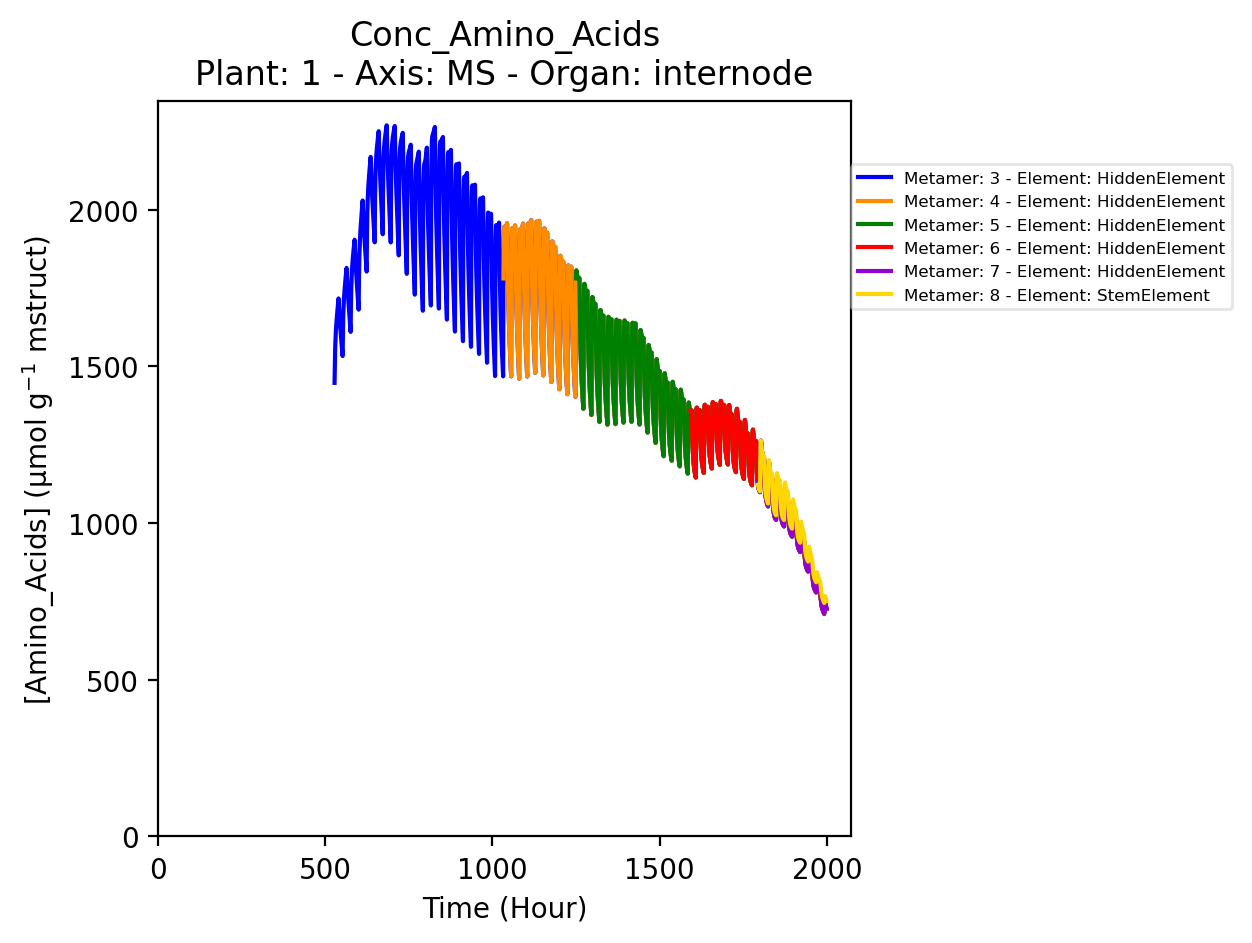 Conc_Amino_Acids
Plant: 1 - Axis: MS - Organ: internode
[Amino_Acids] (µmol g⁻¹ mstruct)
2000
1500
1000
500
0
0 500 1000 1500 2000
Time (Hour)
Metamer: 3 - Element: HiddenElement
Metamer: 4 - Element: HiddenElement
Metamer: 5 - Element: HiddenElement
Metamer: 6 - Element: HiddenElement
Metamer: 7 - Element: HiddenElement
Metamer: 8 - Element: StemElement